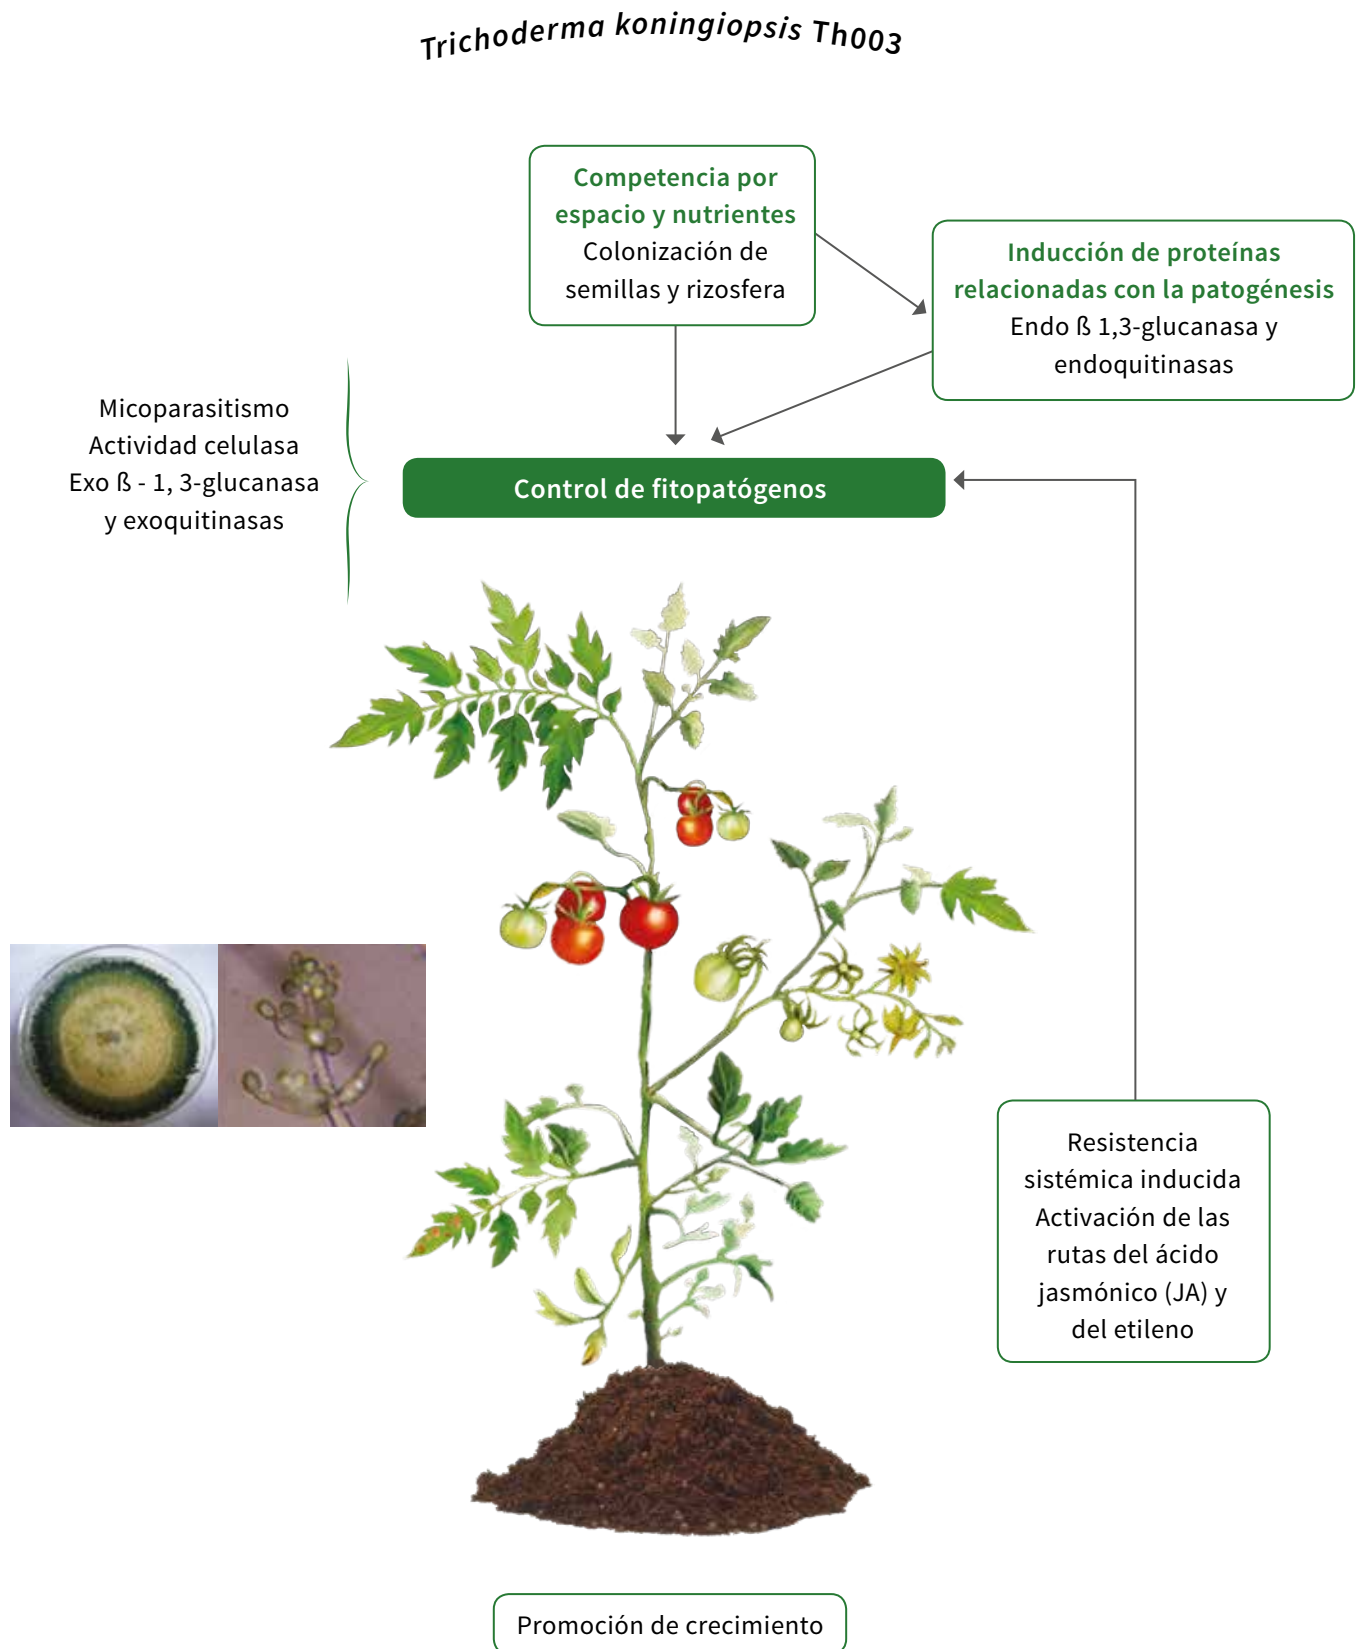 Trichoderma koningiopsis Th003
Competencia por
espacio y nutrientes
Colonización de
semillas y rizosfera
Inducción de proteínas
relacionadas con la patogénesis
Endo ß 1,3-glucanasa y
endoquitinasas
Micoparasitismo
Actividad celulasa
Exo ß - 1, 3-glucanasa
y exoquitinasas
Control de fitopatógenos
Resistencia
sistémica inducida
Activación de las
rutas del ácido
jasmónico (JA) y
del etileno
Promoción de crecimiento